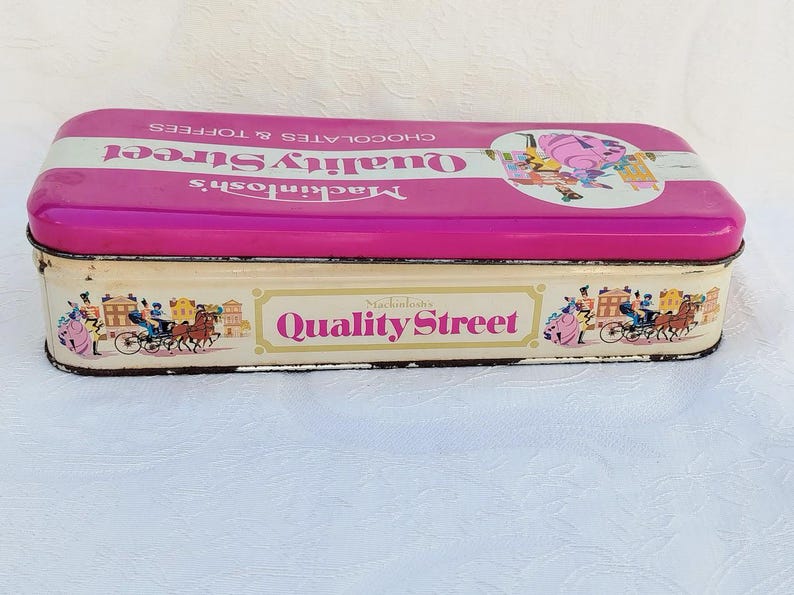 Mackintosh's
Quality Street
CHOCOLATES & TOFFEES
Mackintosh's
Quality Street